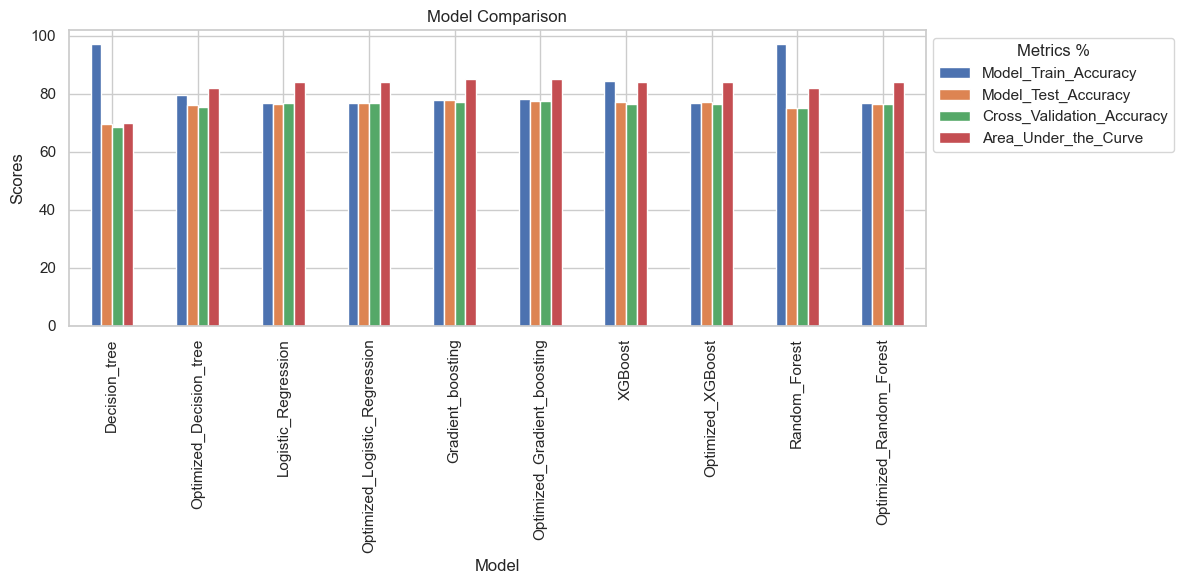 Model Comparison
100
80
60
40
20
0
Scores
Decision_tree
Optimized_Decision_tree
Logistic_Regression
Optimized_Logistic_Regression
Gradient_boosting
Optimized_Gradient_boosting
XGBoost
Optimized_XGBoost
Random_Forest
Optimized_Random_Forest
Model
Metrics %
Model_Train_Accuracy
Model_Test_Accuracy
Cross_Validation_Accuracy
Area_Under_the_Curve